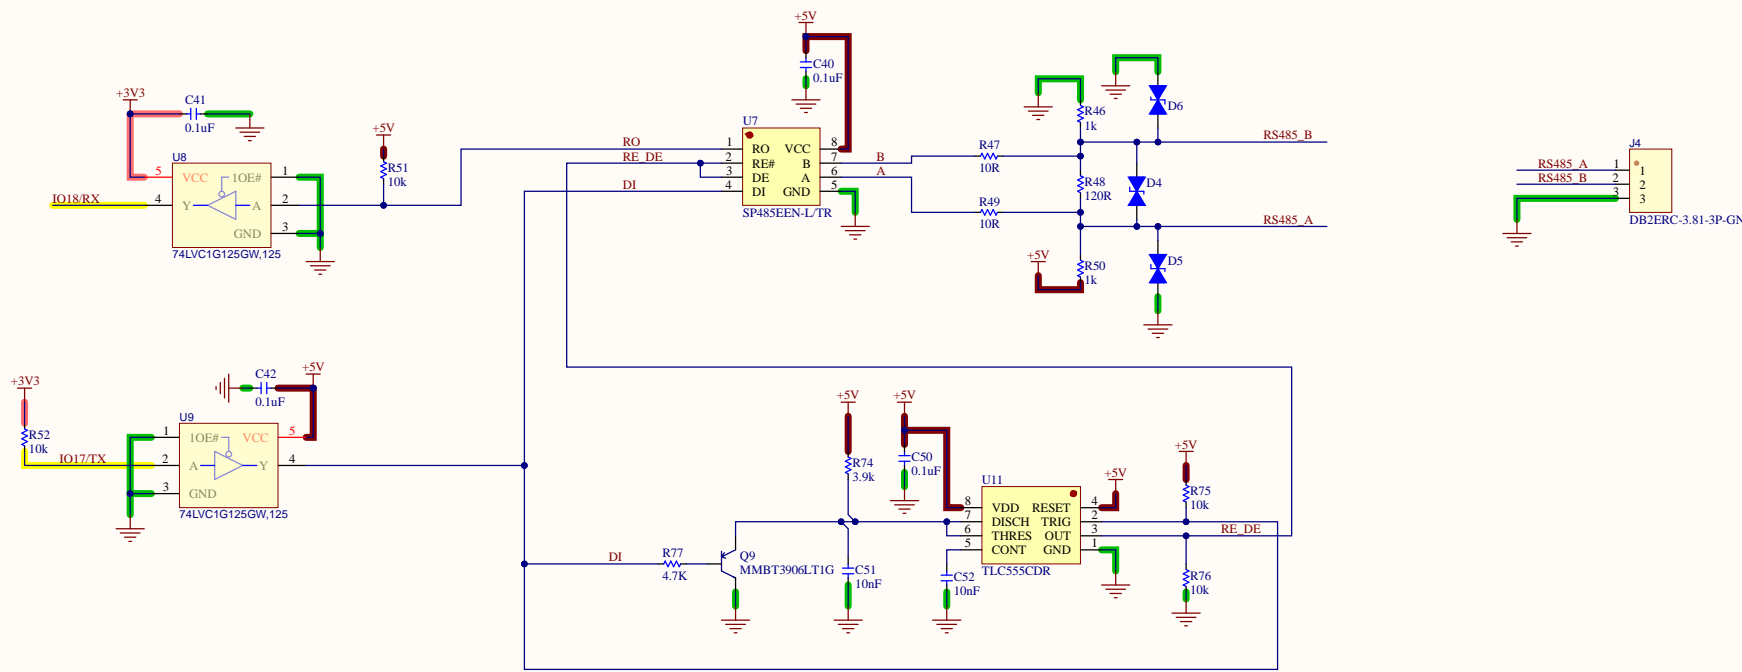 +5V
C40
0.1uF
+3V3
C41
0.1uF
+5V
R51
10k
U8
5
VCC
1OE#
1
IO18/RX
4
Y
A
2
GND
3
74LVC1G125GW,125
RO
RE_DE
DI
U7
1
RO
VCC
8
2
RE#
B
7
3
DE
A
6
4
DI
GND
5
SP485EEN-L/TR
B
A
R47
10R
R49
10R
R46
1k
R48
120R
+5V
R50
1k
D6
D4
D5
RS485_B
RS485_A
J4
RS485_A
1
1
RS485_B
2
2
3
3
DB2ERC-3.81-3P-GN
+3V3
R52
10k
IO17/TX
C42
0.1uF
+5V
U9
1
1OE#
VCC
5
2
A
Y
4
3
GND
74LVC1G125GW,125
+5V
R74
3.9k
+5V
C50
0.1uF
U11
8
VDD
RESET
4
7
DISCH
TRIG
2
6
THRES
OUT
3
5
CONT
GND
1
TLC555CDR
+5V
+5V
R75
10k
RE_DE
R76
10k
DI
R77
4.7K
Q9
MMBT3906LT1G
C51
10nF
C52
10nF